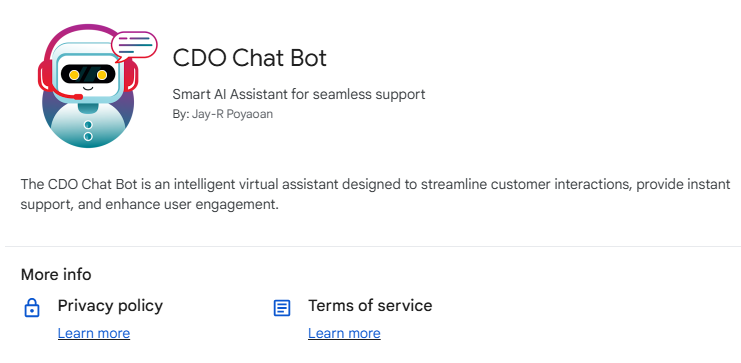 CDO Chat Bot
Smart AI Assistant for seamless support
By: Jay-R Poyaoan
The CDO Chat Bot is an intelligent virtual assistant designed to streamline customer interactions, provide instant
support, and enhance user engagement.
More info
Privacy policy
Learn more
Terms of service
Learn more